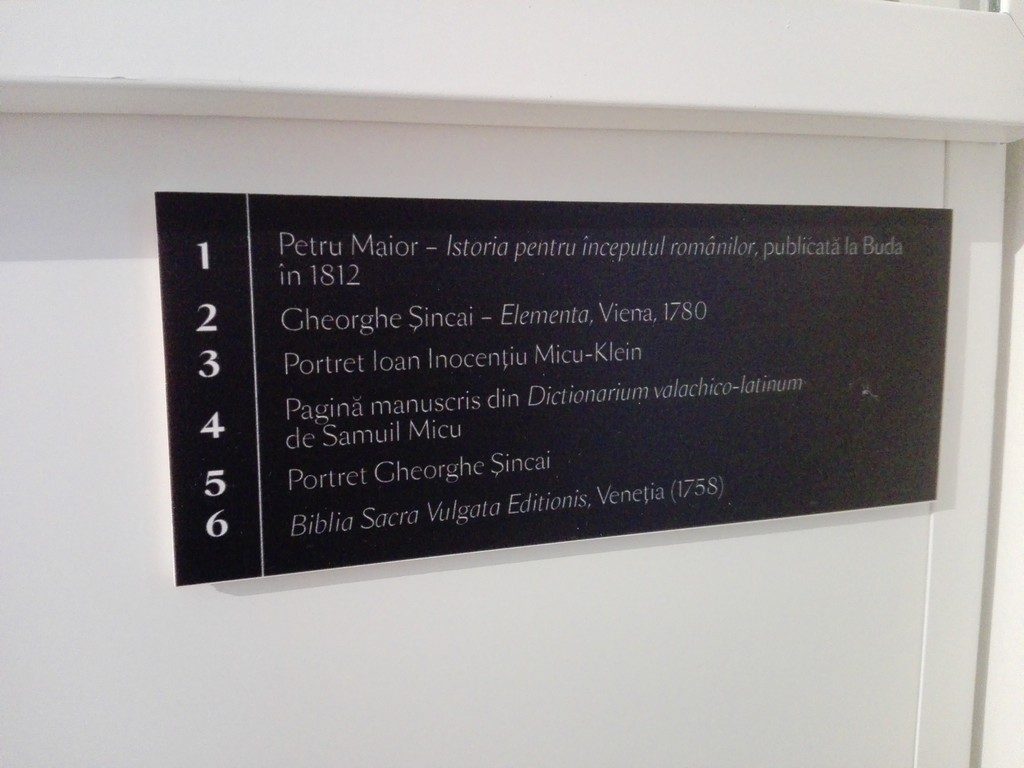 1 Petru Maior – Istoria pentru începutul românilor, publicată la Buda
în 1812
2 Gheorghe Șincai – Elementa, Viena, 1780
3 Portret Ioan Inocențiu Micu-Klein
4 Pagină manuscris din Dictionarium valachico-latinum
de Samuil Micu
5 Portret Gheorghe Șincai
6 Biblia Sacra Vulgata Editionis, Veneția (1758)